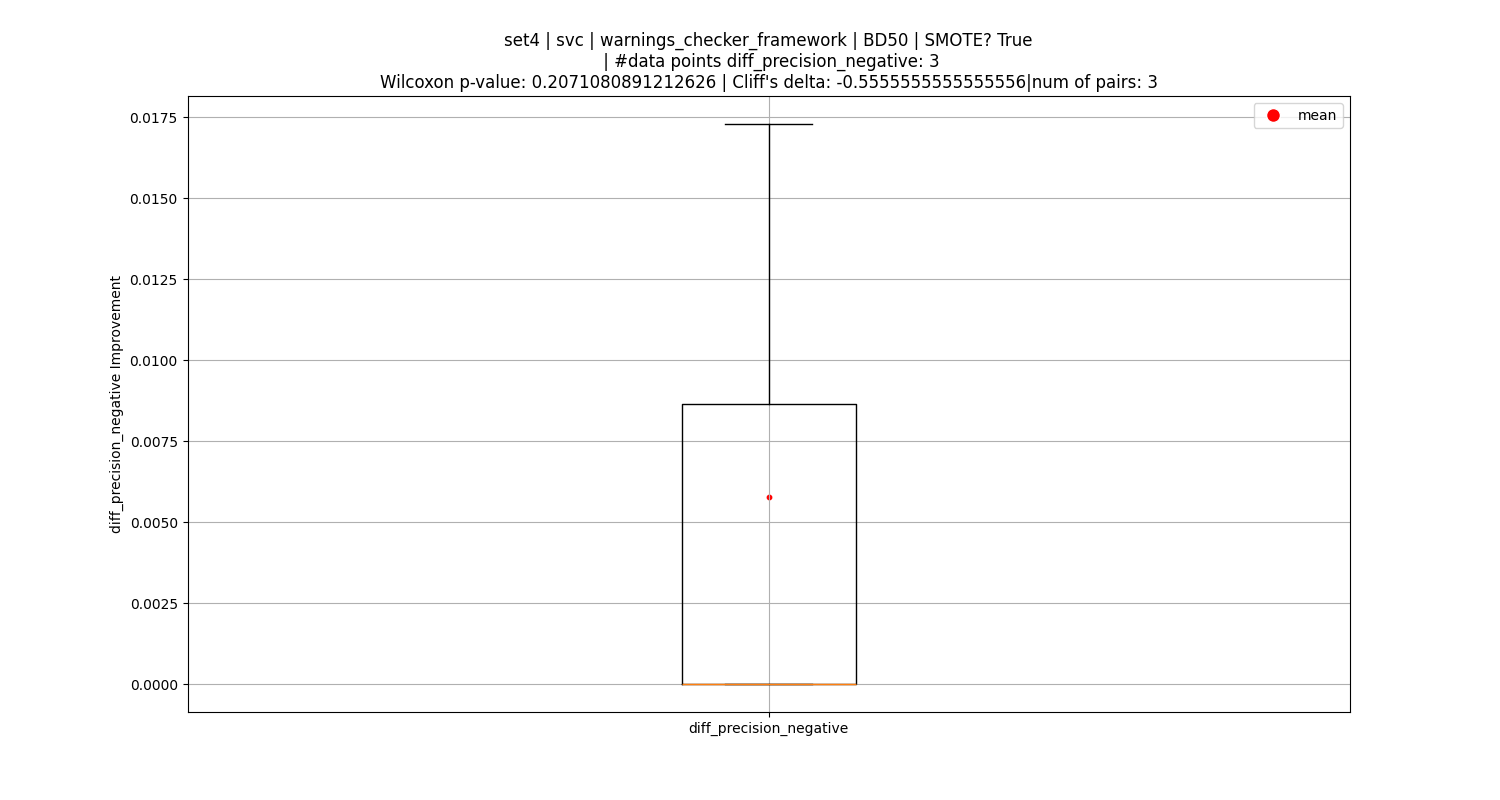 set4 | svc | warnings_checker_framework | BD50 | SMOTE? True
| #data points diff_precision_negative: 3
Wilcoxon p-value: 0.2071080891212626 | Cliff's delta: -0.5555555555555556|num of pairs: 3
mean
0.0175
0.0150
0.0125
0.0100
0.0075
0.0050
0.0025
0.0000
diff_precision_negative Improvement
diff_precision_negative